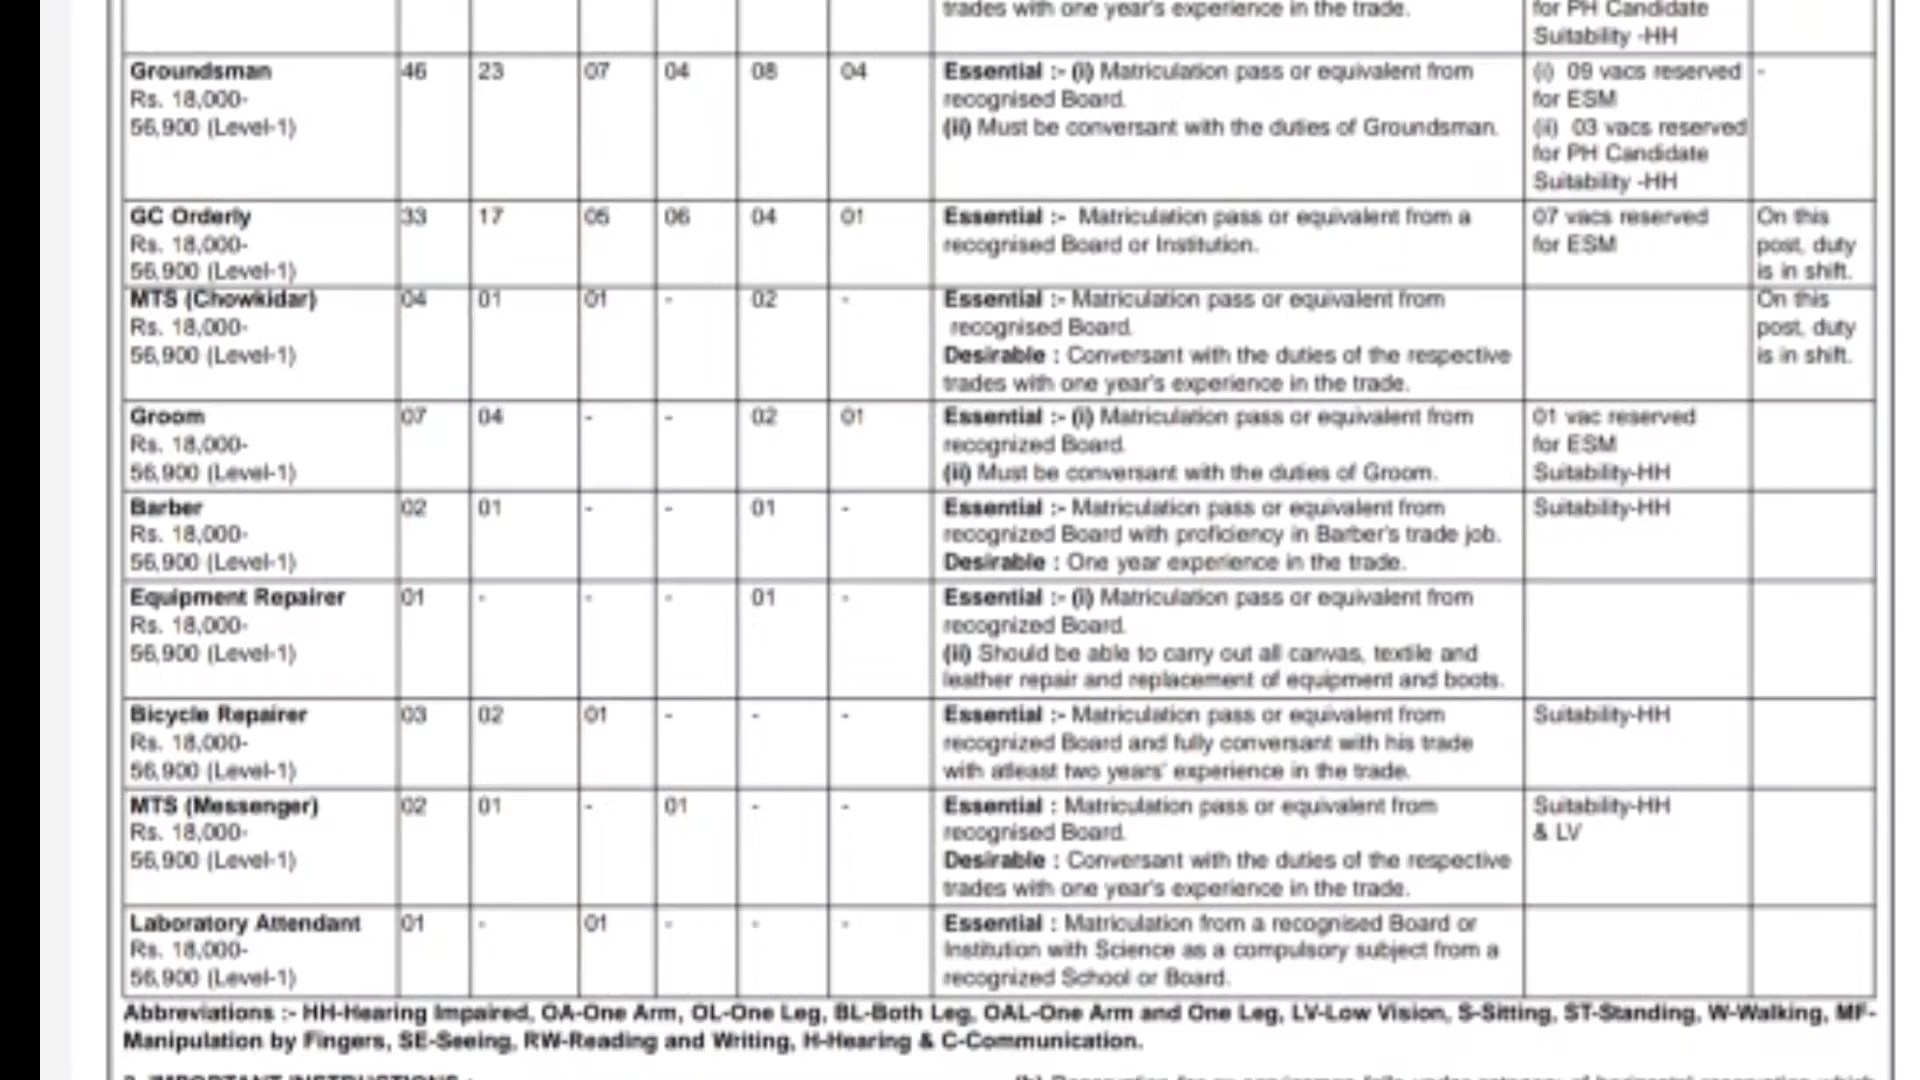 trades with one year's experience in the trade.
for PH Candidate
Suitability -HH
Groundsman
Rs. 18,000-
56,900 (Level-1)
46 23 07 04 08 04
Essential :- (i) Matriculation pass or equivalent from
recognised Board.
(ii) Must be conversant with the duties of Groundsman.
(i) 09 vacs reserved
for ESM
(ii) 03 vacs reserved
for PH Candidate
Suitability -HH
-
GC Orderly
Rs. 18,000-
56,900 (Level-1)
33 17 05 06 04 01
Essential :- Matriculation pass or equivalent from a
recognised Board or Institution.
07 vacs reserved
for ESM
On this
post, duty
is in shift.
MTS (Chowkidar)
Rs. 18,000-
56,900 (Level-1)
04 01 01 - 02 -
Essential :- Matriculation pass or equivalent from
recognised Board.
Desirable : Conversant with the duties of the respective
trades with one year's experience in the trade.
On this
post, duty
is in shift.
Groom
Rs. 18,000-
56,900 (Level-1)
07 04 - - 02 01
Essential :- (i) Matriculation pass or equivalent from
recognized Board.
(ii) Must be conversant with the duties of Groom.
01 vac reserved
for ESM
Suitability-HH
Barber
Rs. 18,000-
56,900 (Level-1)
02 01 - - 01 -
Essential :- Matriculation pass or equivalent from
recognized Board with proficiency in Barber's trade job.
Desirable : One year experience in the trade.
Suitability-HH
Equipment Repairer
Rs. 18,000-
56,900 (Level-1)
01 - - - 01 -
Essential :- (i) Matriculation pass or equivalent from
recognized Board.
(ii) Should be able to carry out all canvas, textile and
leather repair and replacement of equipment and boots.
Bicycle Repairer
Rs. 18,000-
56,900 (Level-1)
03 02 01 - - -
Essential :- Matriculation pass or equivalent from
recognized Board and fully conversant with his trade
with atleast two years' experience in the trade.
Suitability-HH
MTS (Messenger)
Rs. 18,000-
56,900 (Level-1)
02 01 - 01 - -
Essential : Matriculation pass or equivalent from
recognised Board.
Desirable : Conversant with the duties of the respective
trades with one year's experience in the trade.
Suitability-HH
& LV
Laboratory Attendant
Rs. 18,000-
56,900 (Level-1)
01 - 01 - - -
Essential : Matriculation from a recognised Board or
Institution with Science as a compulsory subject from a
recognized School or Board.
Abbreviations :- HH-Hearing Impaired, OA-One Arm, OL-One Leg, BL-Both Leg, OAL-One Arm and One Leg, LV-Low Vision, S-Sitting, ST-Standing, W-Walking, MF-
Manipulation by Fingers, SE-Seeing, RW-Reading and Writing, H-Hearing & C-Communication.